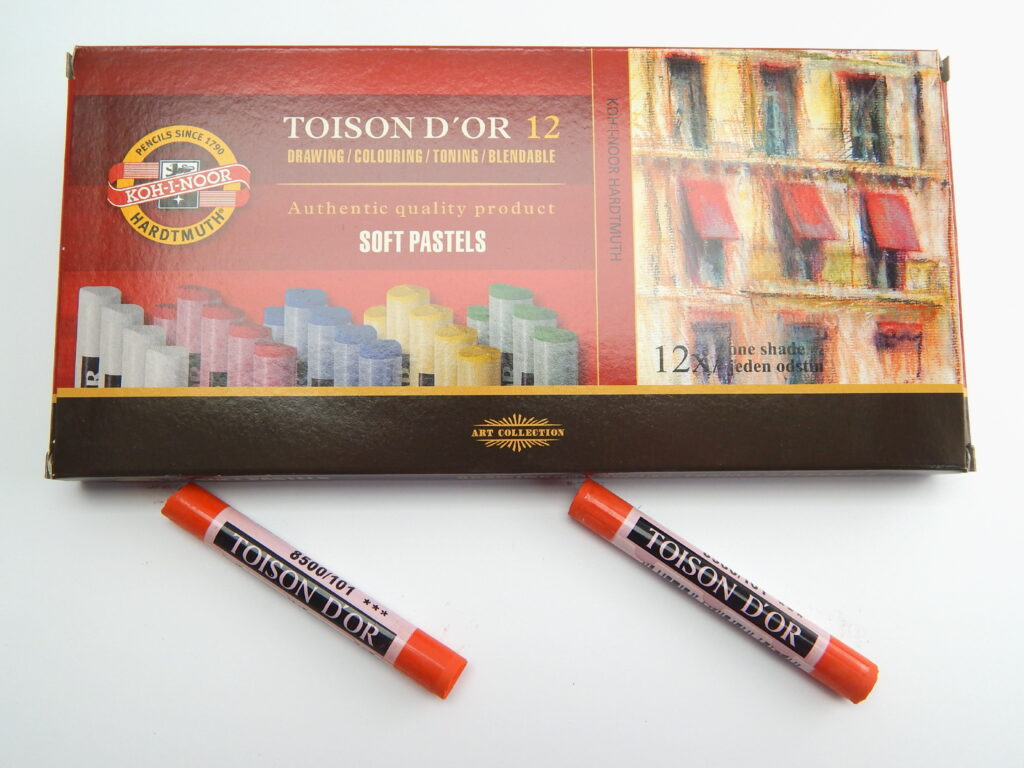 PENCILS SINCE 1790
KOH-I-NOOR
HARDTMUTH®
TOISON D'OR 12
DRAWING / COLOURING / TONING / BLENDABLE
Authentic quality product
SOFT PASTELS
KOH-I-NOOR HARDTMUTH
12x/
one shade
jeden odstín
ART COLLECTION
8500/101 ***
TOISON D'OR
TOISON D'OR